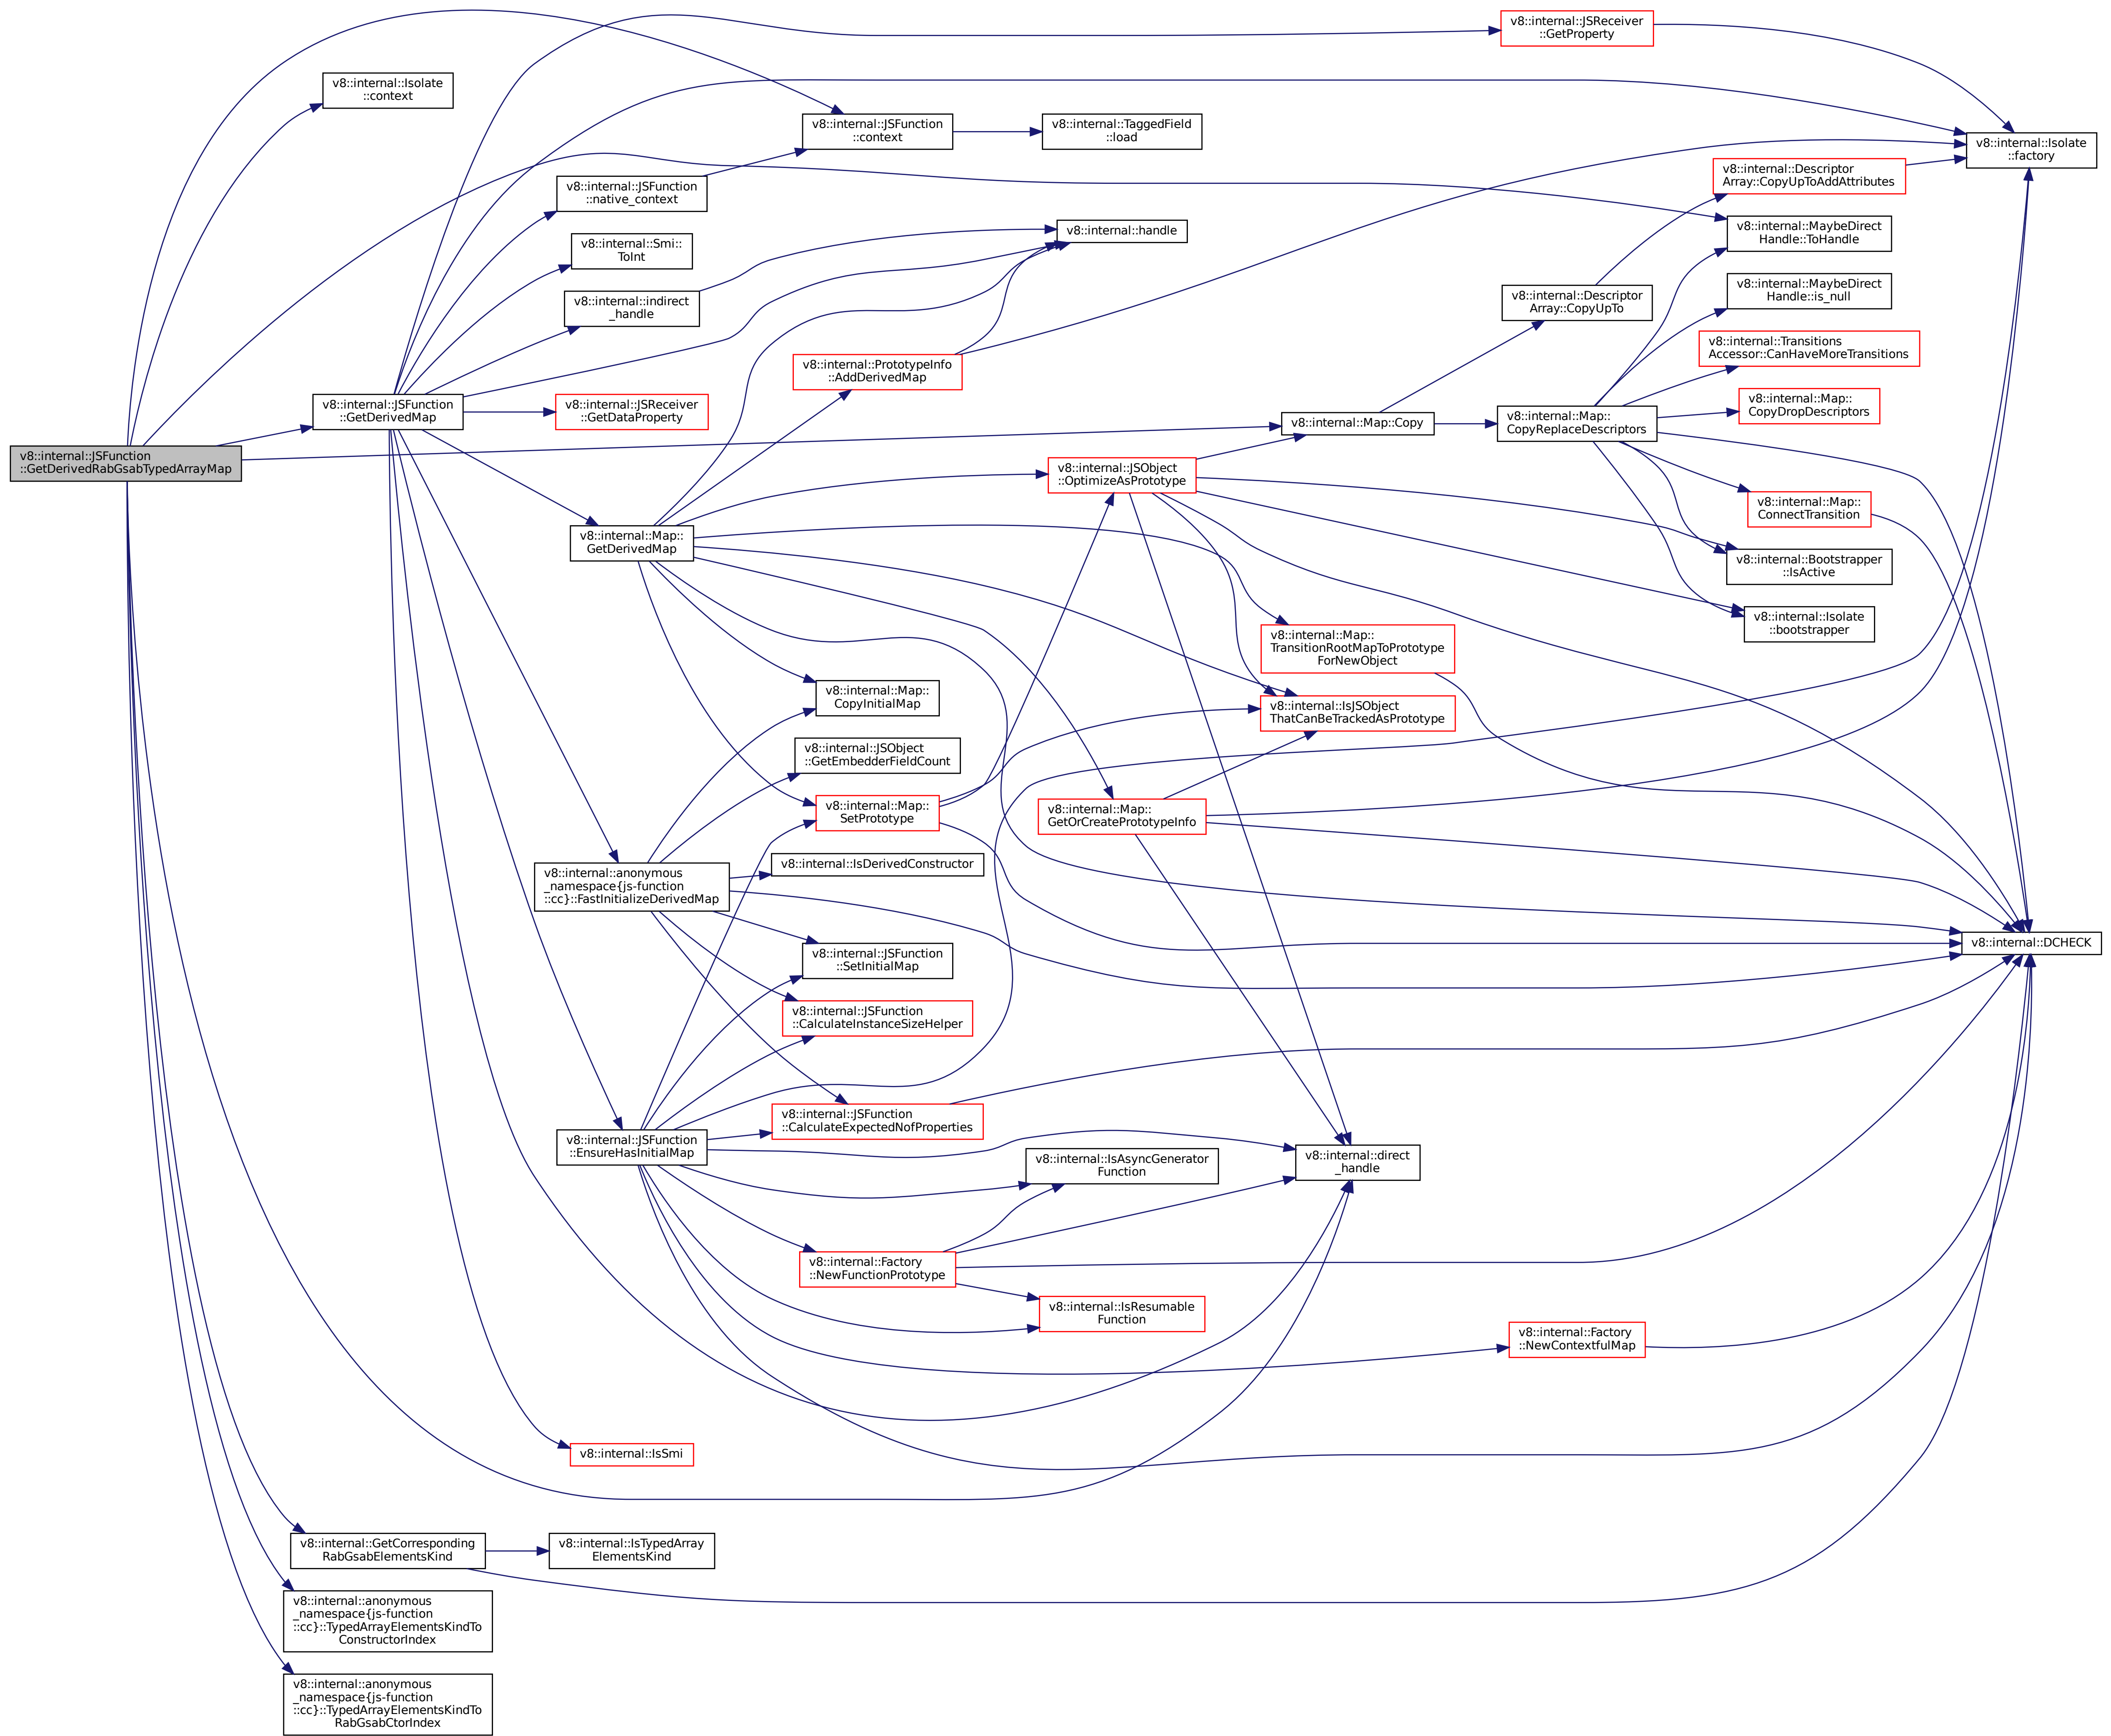 v8::internal::JSFunction
::GetDerivedRabGsabTypedArrayMap
v8::internal::Isolate
::context
v8::internal::JSFunction
::GetDerivedMap
v8::internal::GetCorresponding
RabGsabElementsKind
v8::internal::anonymous
_namespace{js-function
::cc}::TypedArrayElementsKindTo
ConstructorIndex
v8::internal::anonymous
_namespace{js-function
::cc}::TypedArrayElementsKindTo
RabGsabCtorIndex
v8::internal::JSFunction
::native_context
v8::internal::Smi::
ToInt
v8::internal::indirect
_handle
v8::internal::JSReceiver
::GetDataProperty
v8::internal::Map::
GetDerivedMap
v8::internal::anonymous
_namespace{js-function
::cc}::FastInitializeDerivedMap
v8::internal::JSFunction
::EnsureHasInitialMap
v8::internal::IsSmi
v8::internal::IsTypedArray
ElementsKind
v8::internal::JSFunction
::context
v8::internal::PrototypeInfo
::AddDerivedMap
v8::internal::Map::
CopyInitialMap
v8::internal::JSObject
::GetEmbedderFieldCount
v8::internal::Map::
SetPrototype
v8::internal::IsDerivedConstructor
v8::internal::JSFunction
::SetInitialMap
v8::internal::JSFunction
::CalculateInstanceSizeHelper
v8::internal::JSFunction
::CalculateExpectedNofProperties
v8::internal::Factory
::NewFunctionPrototype
v8::internal::TaggedField
::load
v8::internal::handle
v8::internal::JSObject
::OptimizeAsPrototype
v8::internal::Map::
GetOrCreatePrototypeInfo
v8::internal::IsAsyncGenerator
Function
v8::internal::IsResumable
Function
v8::internal::Map::Copy
v8::internal::Map::
TransitionRootMapToPrototype
ForNewObject
v8::internal::IsJSObject
ThatCanBeTrackedAsPrototype
v8::internal::direct
_handle
v8::internal::JSReceiver
::GetProperty
v8::internal::Descriptor
Array::CopyUpTo
v8::internal::Map::
CopyReplaceDescriptors
v8::internal::Factory
::NewContextfulMap
v8::internal::Descriptor
Array::CopyUpToAddAttributes
v8::internal::MaybeDirect
Handle::ToHandle
v8::internal::MaybeDirect
Handle::is_null
v8::internal::Transitions
Accessor::CanHaveMoreTransitions
v8::internal::Map::
CopyDropDescriptors
v8::internal::Map::
ConnectTransition
v8::internal::Bootstrapper
::IsActive
v8::internal::Isolate
::bootstrapper
v8::internal::Isolate
::factory
v8::internal::DCHECK